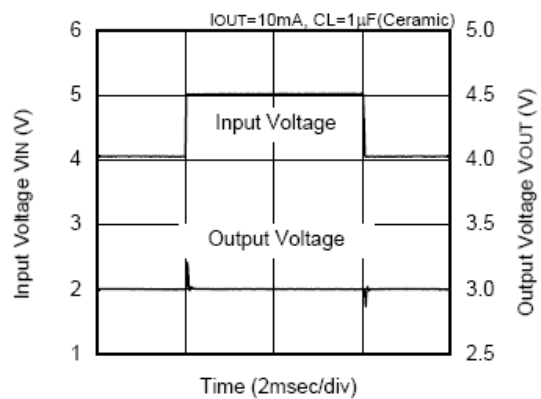 IOUT=10mA, CL=1μF(Ceramic)
6
5
4
3
2
1
Input Voltage VIN (V)
Input Voltage
Output Voltage
5.0
4.5
4.0
3.5
3.0
2.5
Output Voltage VOUT (V)
Time (2msec/div)